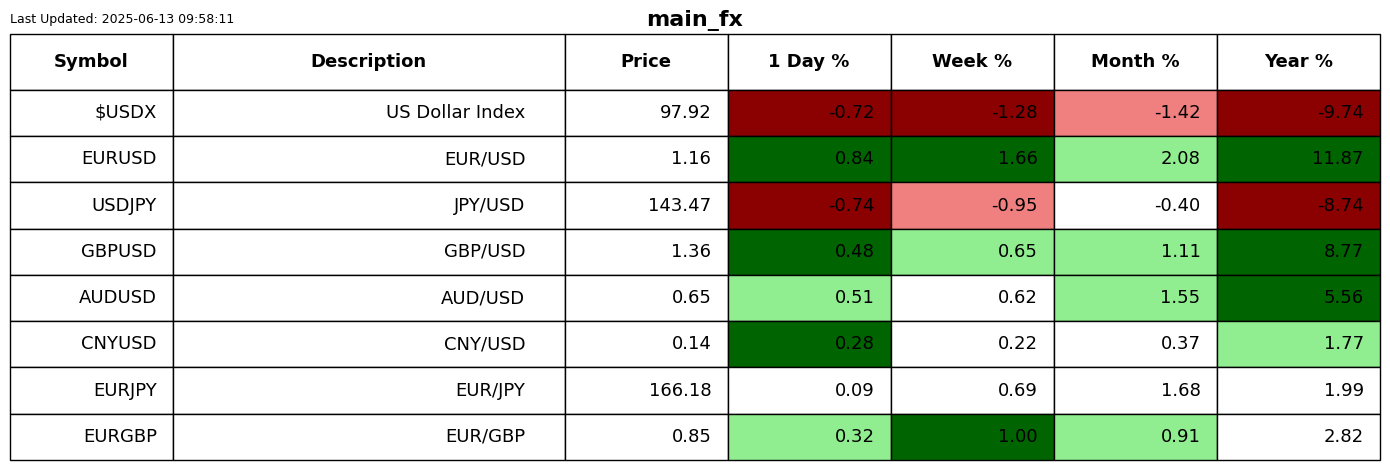 Last Updated: 2025-06-13 09:58:11
main_fx
Symbol Description Price 1 Day % Week % Month % Year %
$USDX US Dollar Index 97.92 -0.72 -1.28 -1.42 -9.74
EURUSD EUR/USD 1.16 0.84 1.66 2.08 11.87
USDJPY JPY/USD 143.47 -0.74 -0.95 -0.40 -8.74
GBPUSD GBP/USD 1.36 0.48 0.65 1.11 8.77
AUDUSD AUD/USD 0.65 0.51 0.62 1.55 5.56
CNYUSD CNY/USD 0.14 0.28 0.22 0.37 1.77
EURJPY EUR/JPY 166.18 0.09 0.69 1.68 1.99
EURGBP EUR/GBP 0.85 0.32 1.00 0.91 2.82